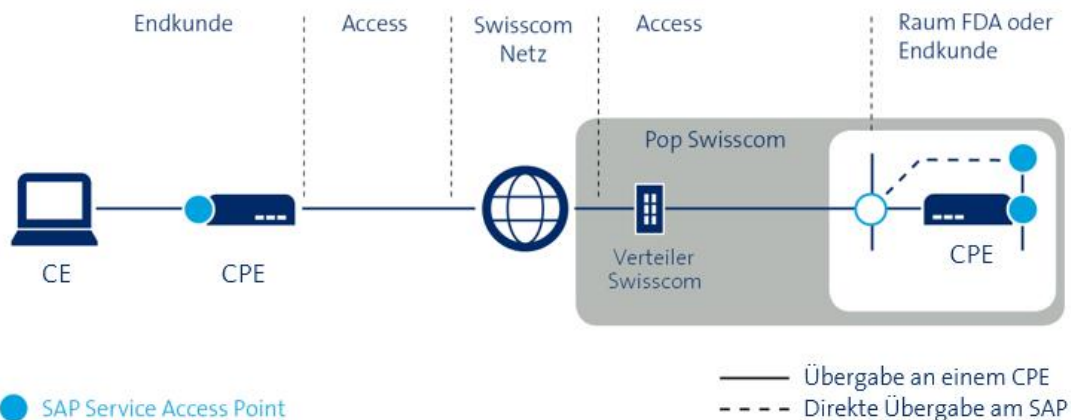 Endkunde
Access
Swisscom
Netz
Access
Raum FDA oder
Endkunde
Pop Swisscom
CE
CPE
Verteiler
Swisscom
CPE
SAP Service Access Point
Übergabe an einem CPE
Direkte Übergabe am SAP